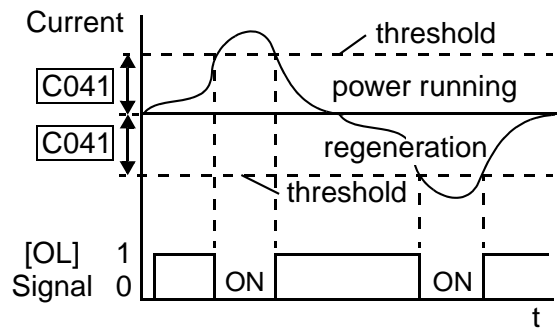 Current
threshold
C041
power running
C041
regeneration
threshold
[OL] 1
Signal 0 ON ON
t